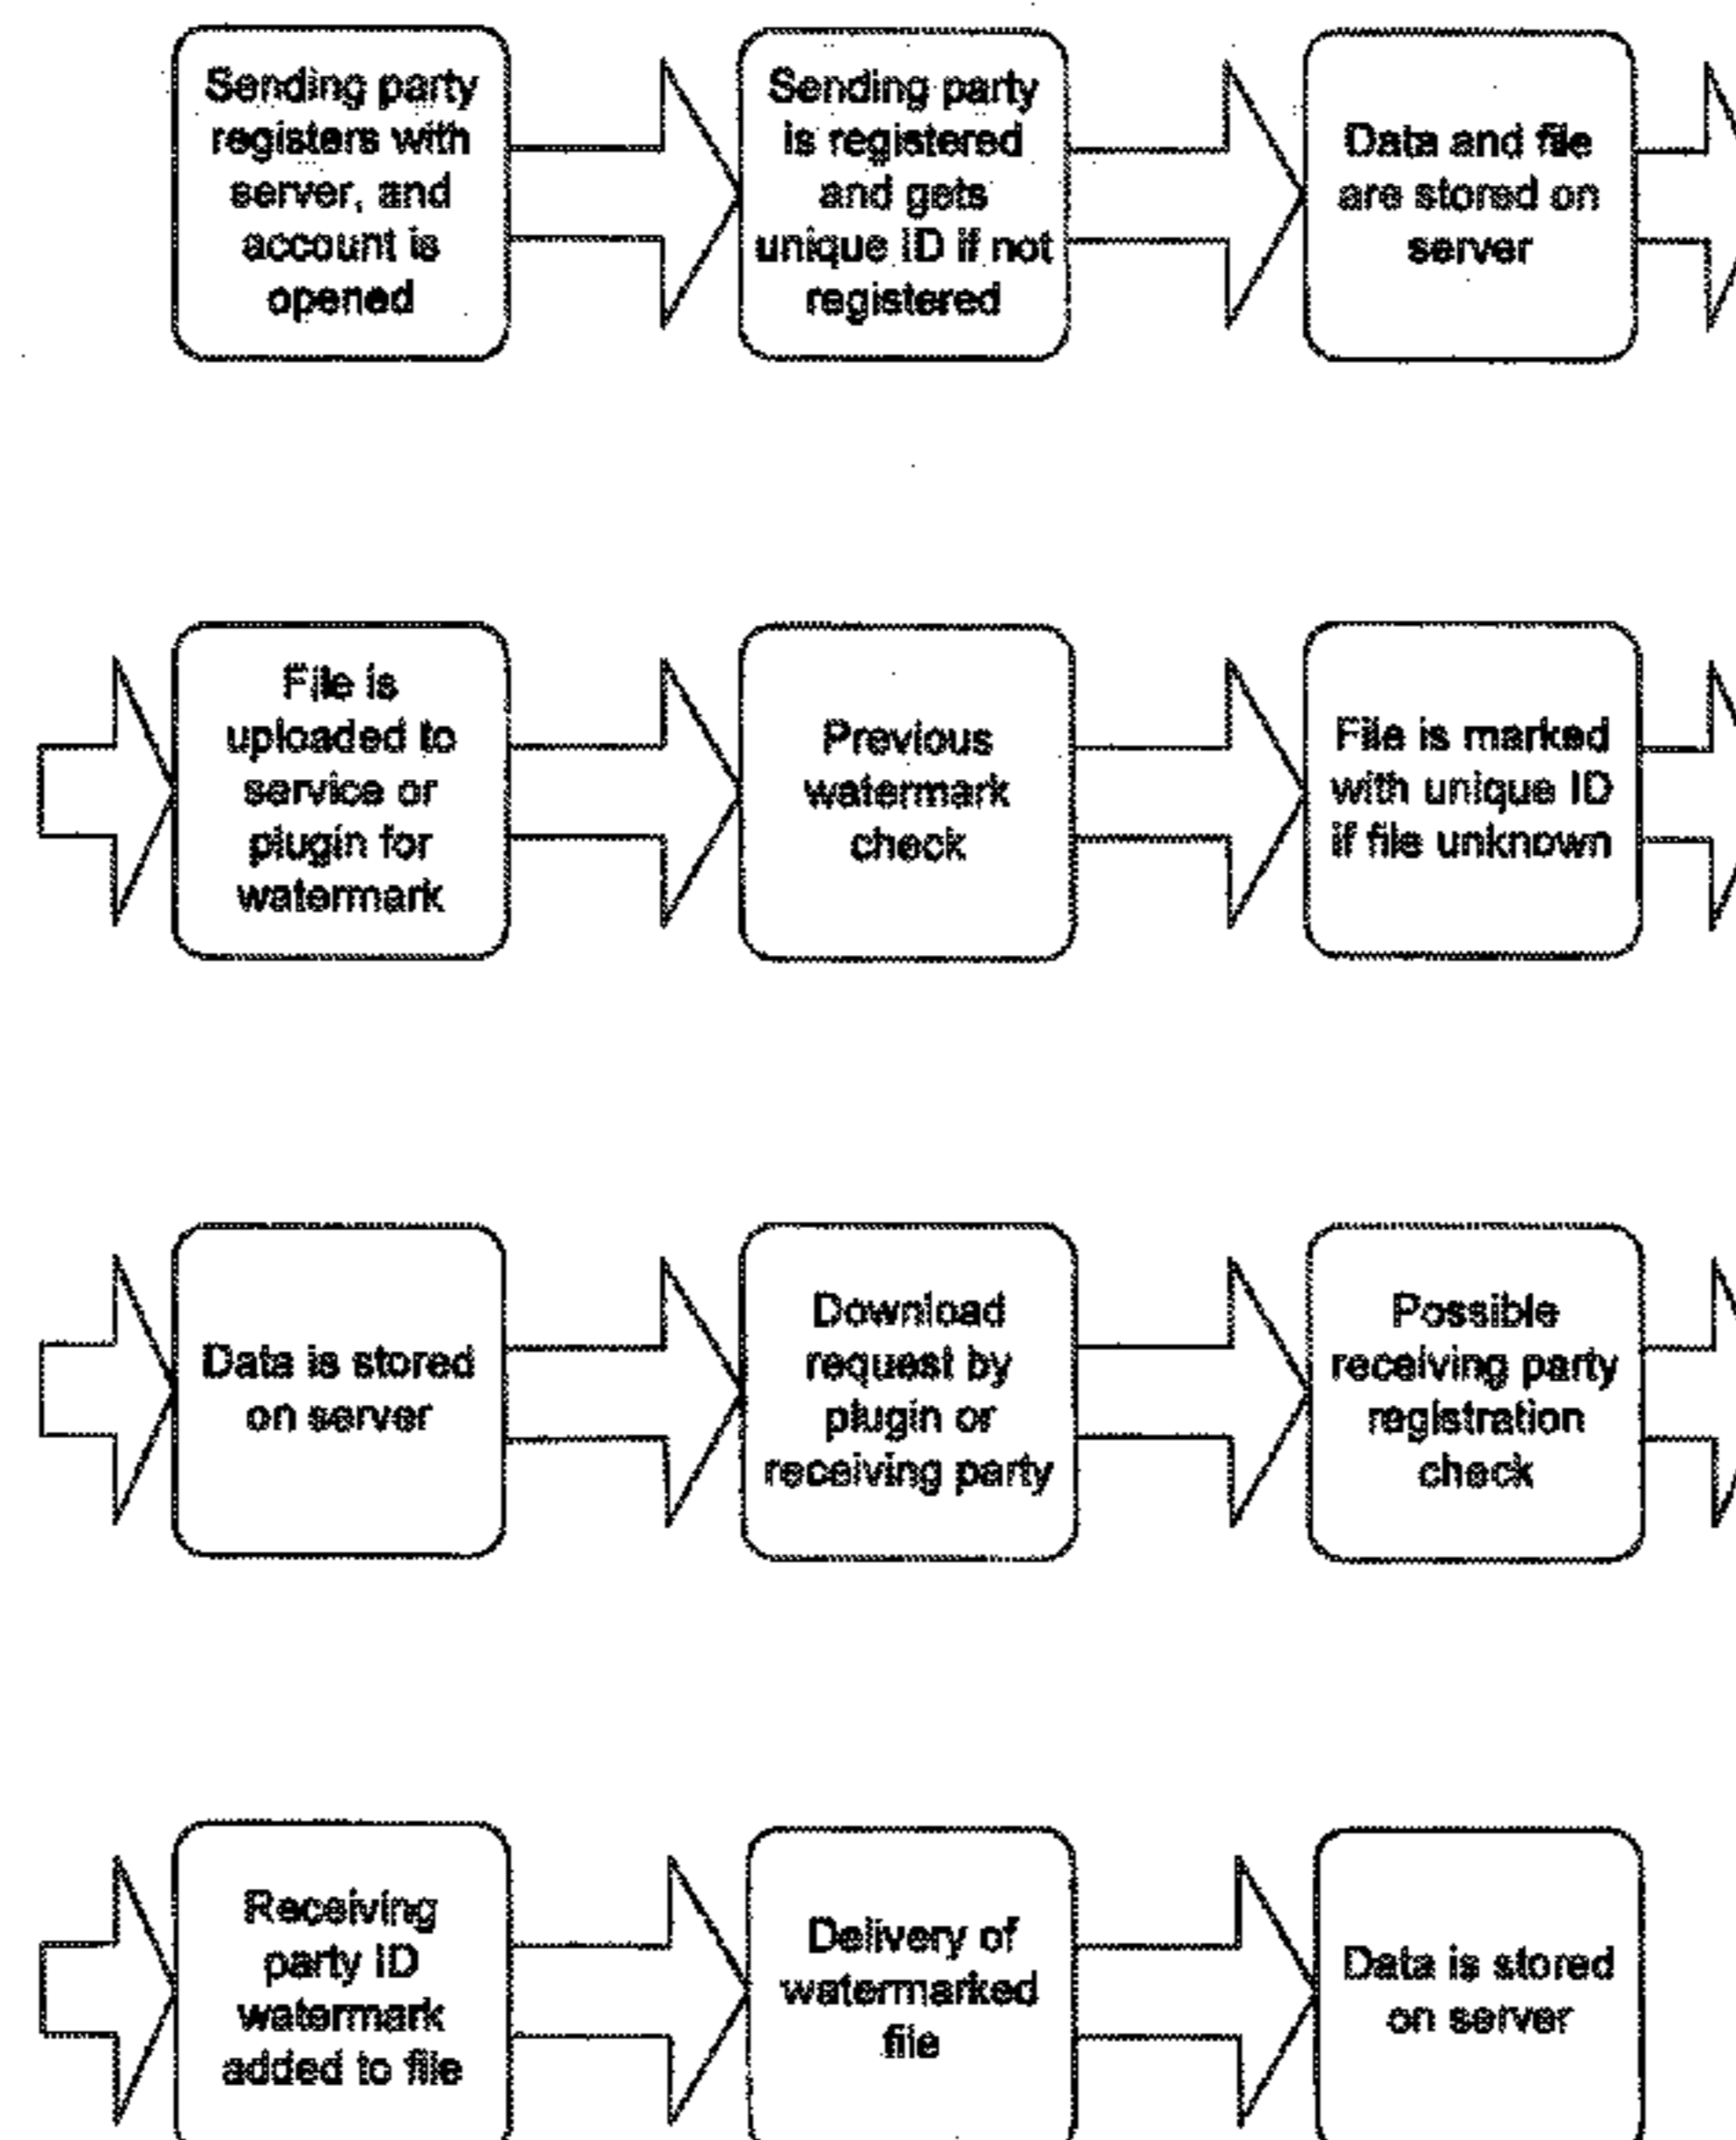 Sending party
registers with
server, and
account is
opened
Sending party
is registered
and gets
unique ID if not
registered
Data and file
are stored on
server
File is
uploaded to
service or
plugin for
watermark
Previous
watermark
check
File is marked
with unique ID
if file unknown
Data is stored
on server
Download
request by
plugin or
receiving party
Possible
receiving party
registration
check
Receiving
party ID
watermark
added to file
Delivery of
watermarked
file
Data is stored
on server